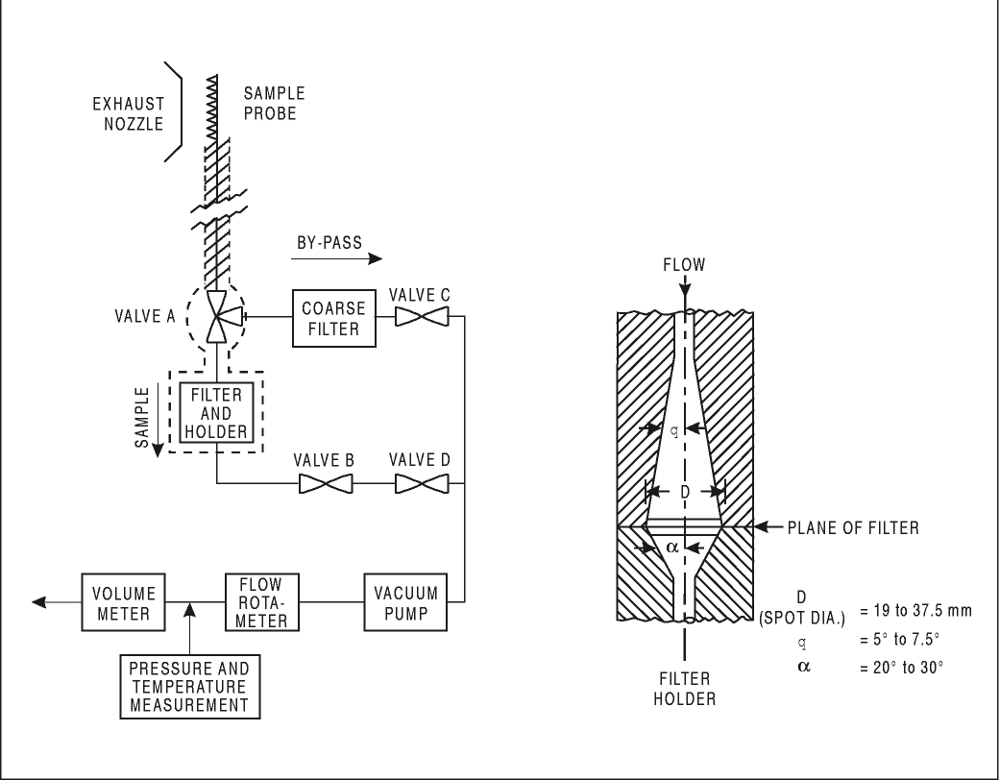 EXHAUST
NOZZLE
SAMPLE
PROBE
BY-PASS
VALVE A
COARSE
FILTER
VALVE C
SAMPLE
FILTER
AND
HOLDER
VALVE B
VALVE D
VOLUME
METER
FLOW
ROTA-
METER
VACUUM
PUMP
PRESSURE AND
TEMPERATURE
MEASUREMENT
FLOW
q
D
PLANE OF FILTER
α
FILTER
HOLDER
D
(SPOT DIA.) = 19 to 37.5 mm
q = 5° to 7.5°
α = 20° to 30°